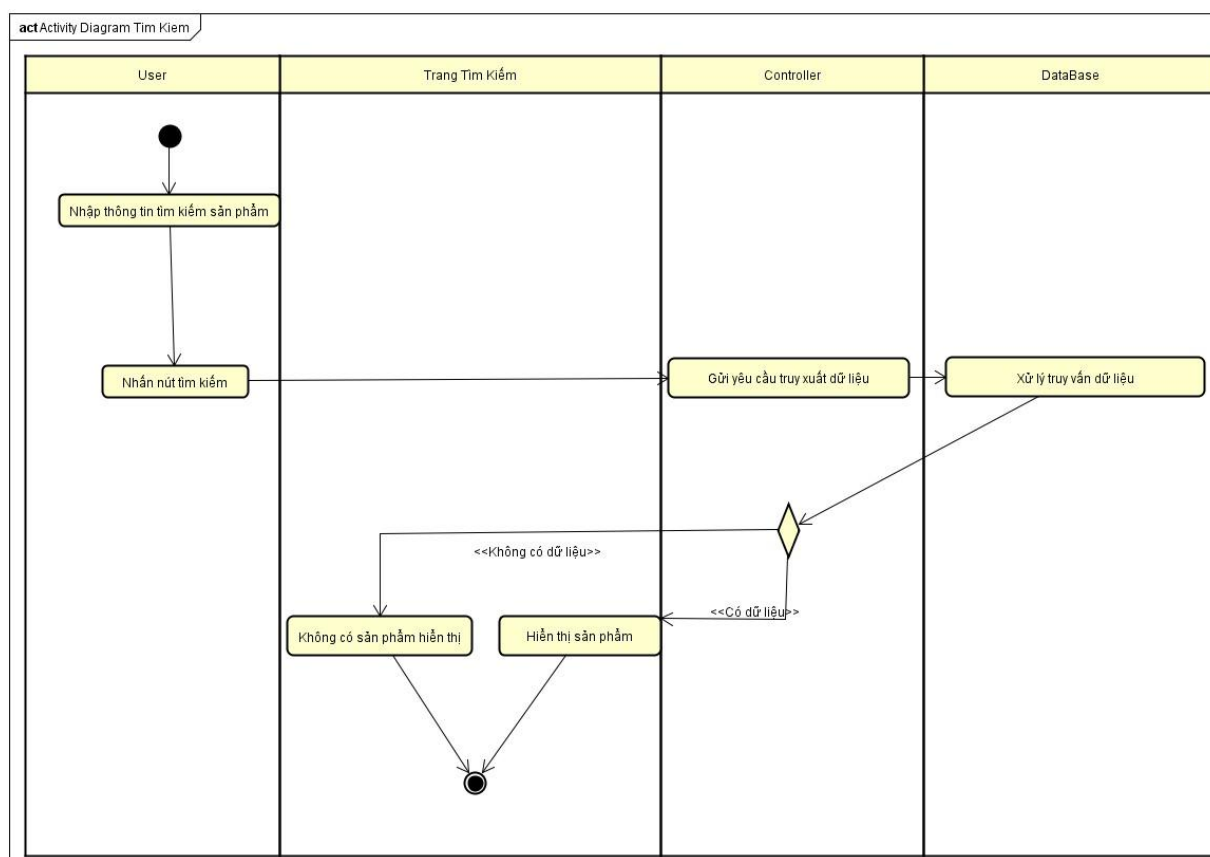 act Activity Diagram Tim Kiem
User
Trang Tìm Kiếm
Controller
DataBase
Nhập thông tin tìm kiếm sản phẩm
Nhấn nút tìm kiếm
Gửi yêu cầu truy xuất dữ liệu
Xử lý truy vấn dữ liệu
<<Không có dữ liệu>>
<<Có dữ liệu>>
Không có sản phẩm hiển thị
Hiển thị sản phẩm